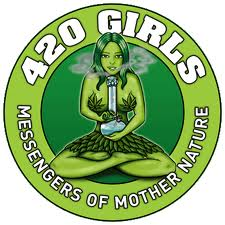 420 GIRLS
MESSENGERS OF MOTHER NATURE